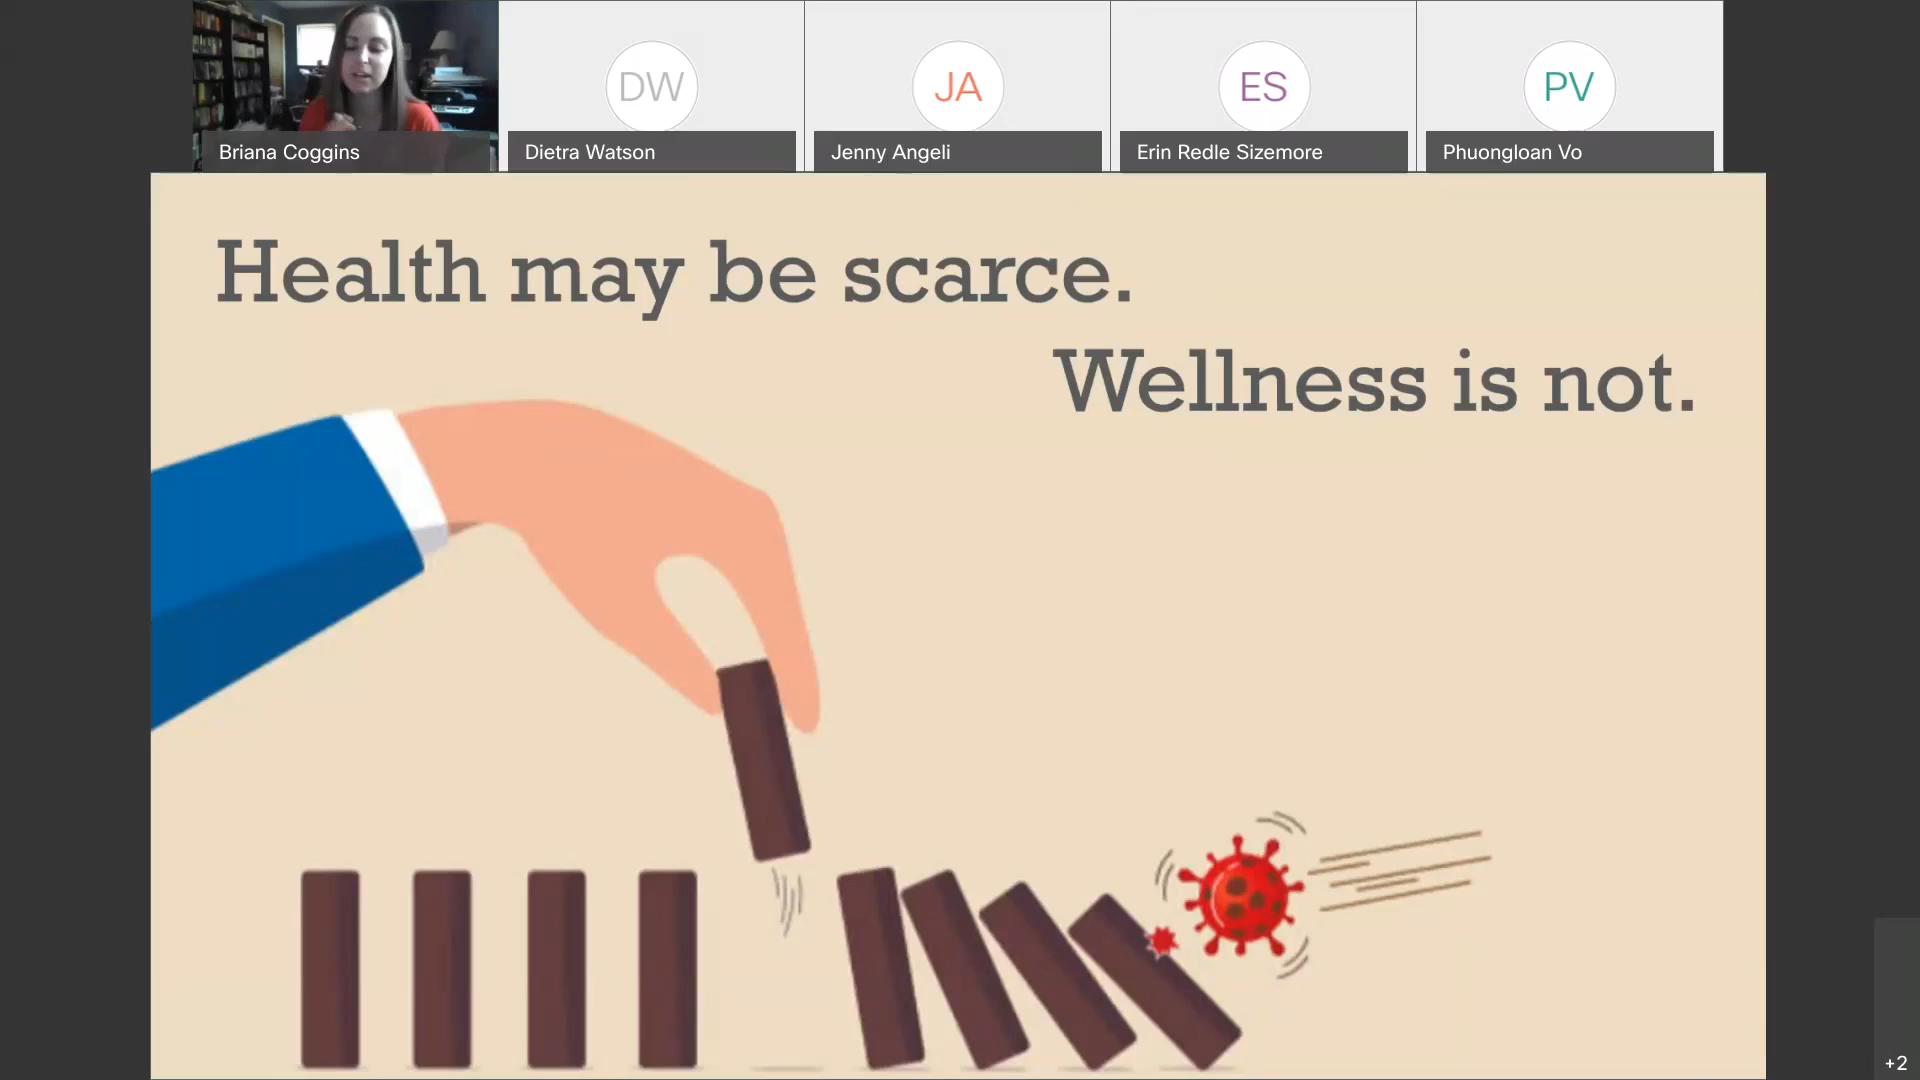 DW
JA
ES
PV
Briana Coggins
Dietra Watson
Jenny Angeli
Erin Redle Sizemore
Phuongloan Vo
Health may be scarce.
Wellness is not.
+2